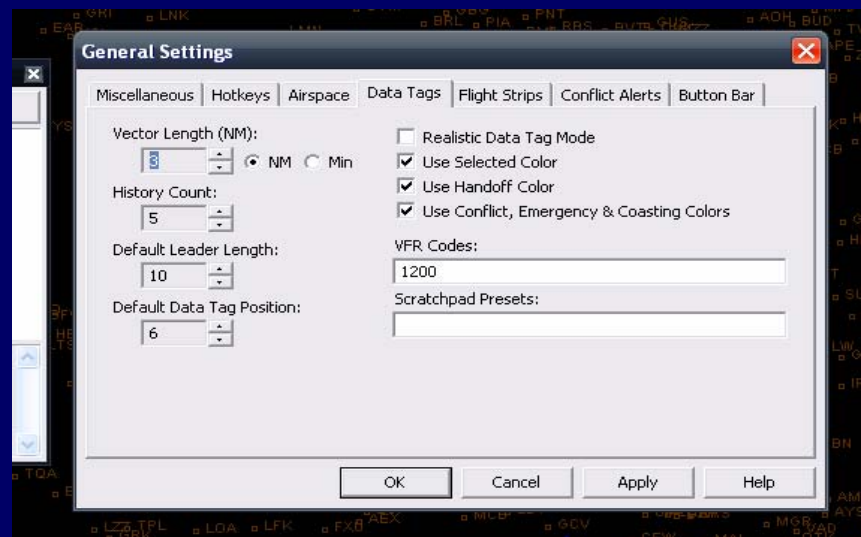 GRI LNK
BRL PIA PNT
AOH BUD
EAR
General Settings
Miscellaneous Hotkeys Airspace Data Tags Flight Strips Conflict Alerts Button Bar
Vector Length (NM):
3 NM Min
History Count:
5
Default Leader Length:
10
Default Data Tag Position:
6
Realistic Data Tag Mode
Use Selected Color
Use Handoff Color
Use Conflict, Emergency & Coasting Colors
VFR Codes:
1200
Scratchpad Presets:
OK Cancel Apply Help
TQA
TPL LOA LFK AEX MCB GCV MGR